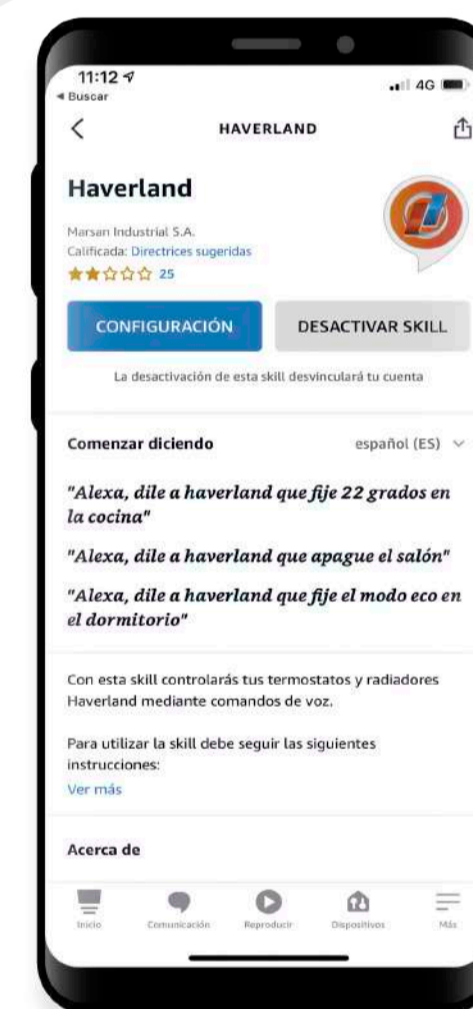 11:12
4G
Buscar
HAVERLAND
Haverland
Marsan Industrial S.A.
Calificada: Directrices sugeridas
25
CONFIGURACIÓN
DESACTIVAR SKILL
La desactivación de esta skill desvinculará tu cuenta
Comenzar diciendo
español (ES)
"Alexa, dile a haverland que fije 22 grados en
la cocina"
"Alexa, dile a haverland que apague el salón"
"Alexa, dile a haverland que fije el modo eco en
el dormitorio"
Con esta skill controlarás tus termostatos y radiadores
Haverland mediante comandos de voz.
Para utilizar la skill debe seguir las siguientes
instrucciones:
Ver más
Acerca de
Inicio
Comunicación
Reproducir
Dispositivos
Más